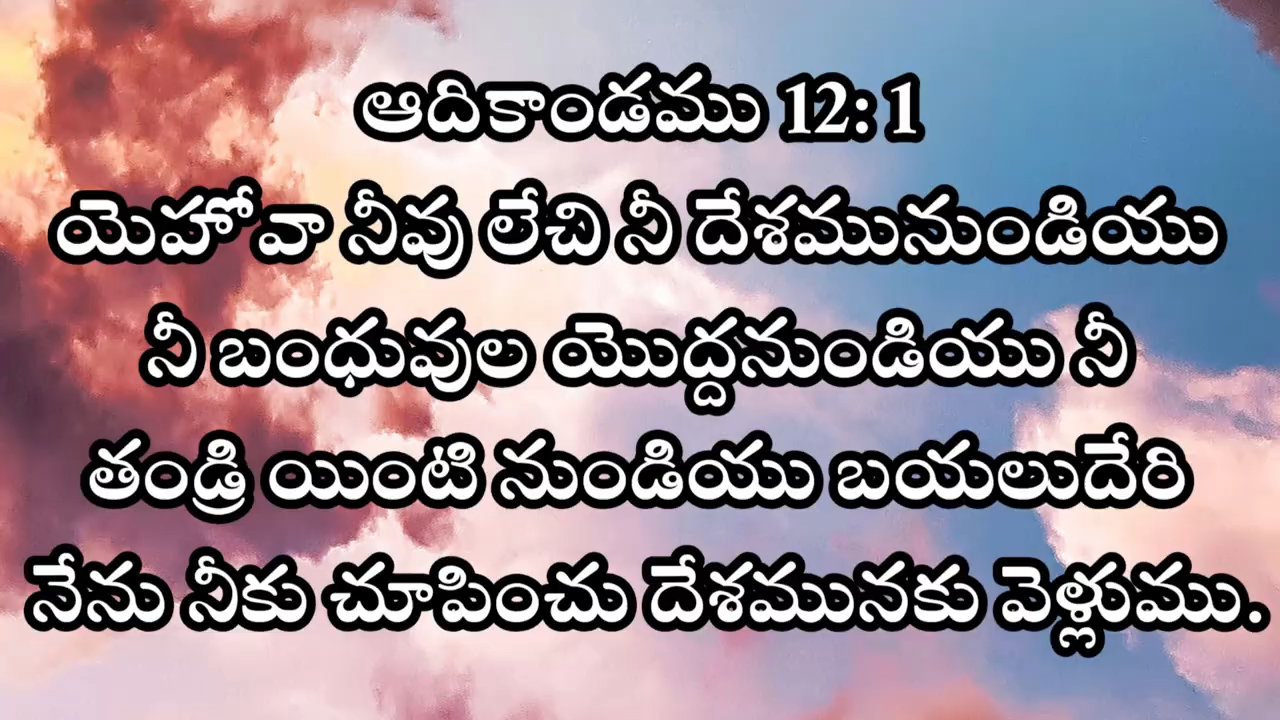 ఆదికాండము 12: 1
యెహోవా నీవు లేచి నీ దేశమునుండియు
నీ బంధువుల యొద్దనుండియు నీ
తండ్రి యింటి నుండియు బయలుదేరి
నేను నీకు చూపించు దేశమునకు వెళ్లుము.